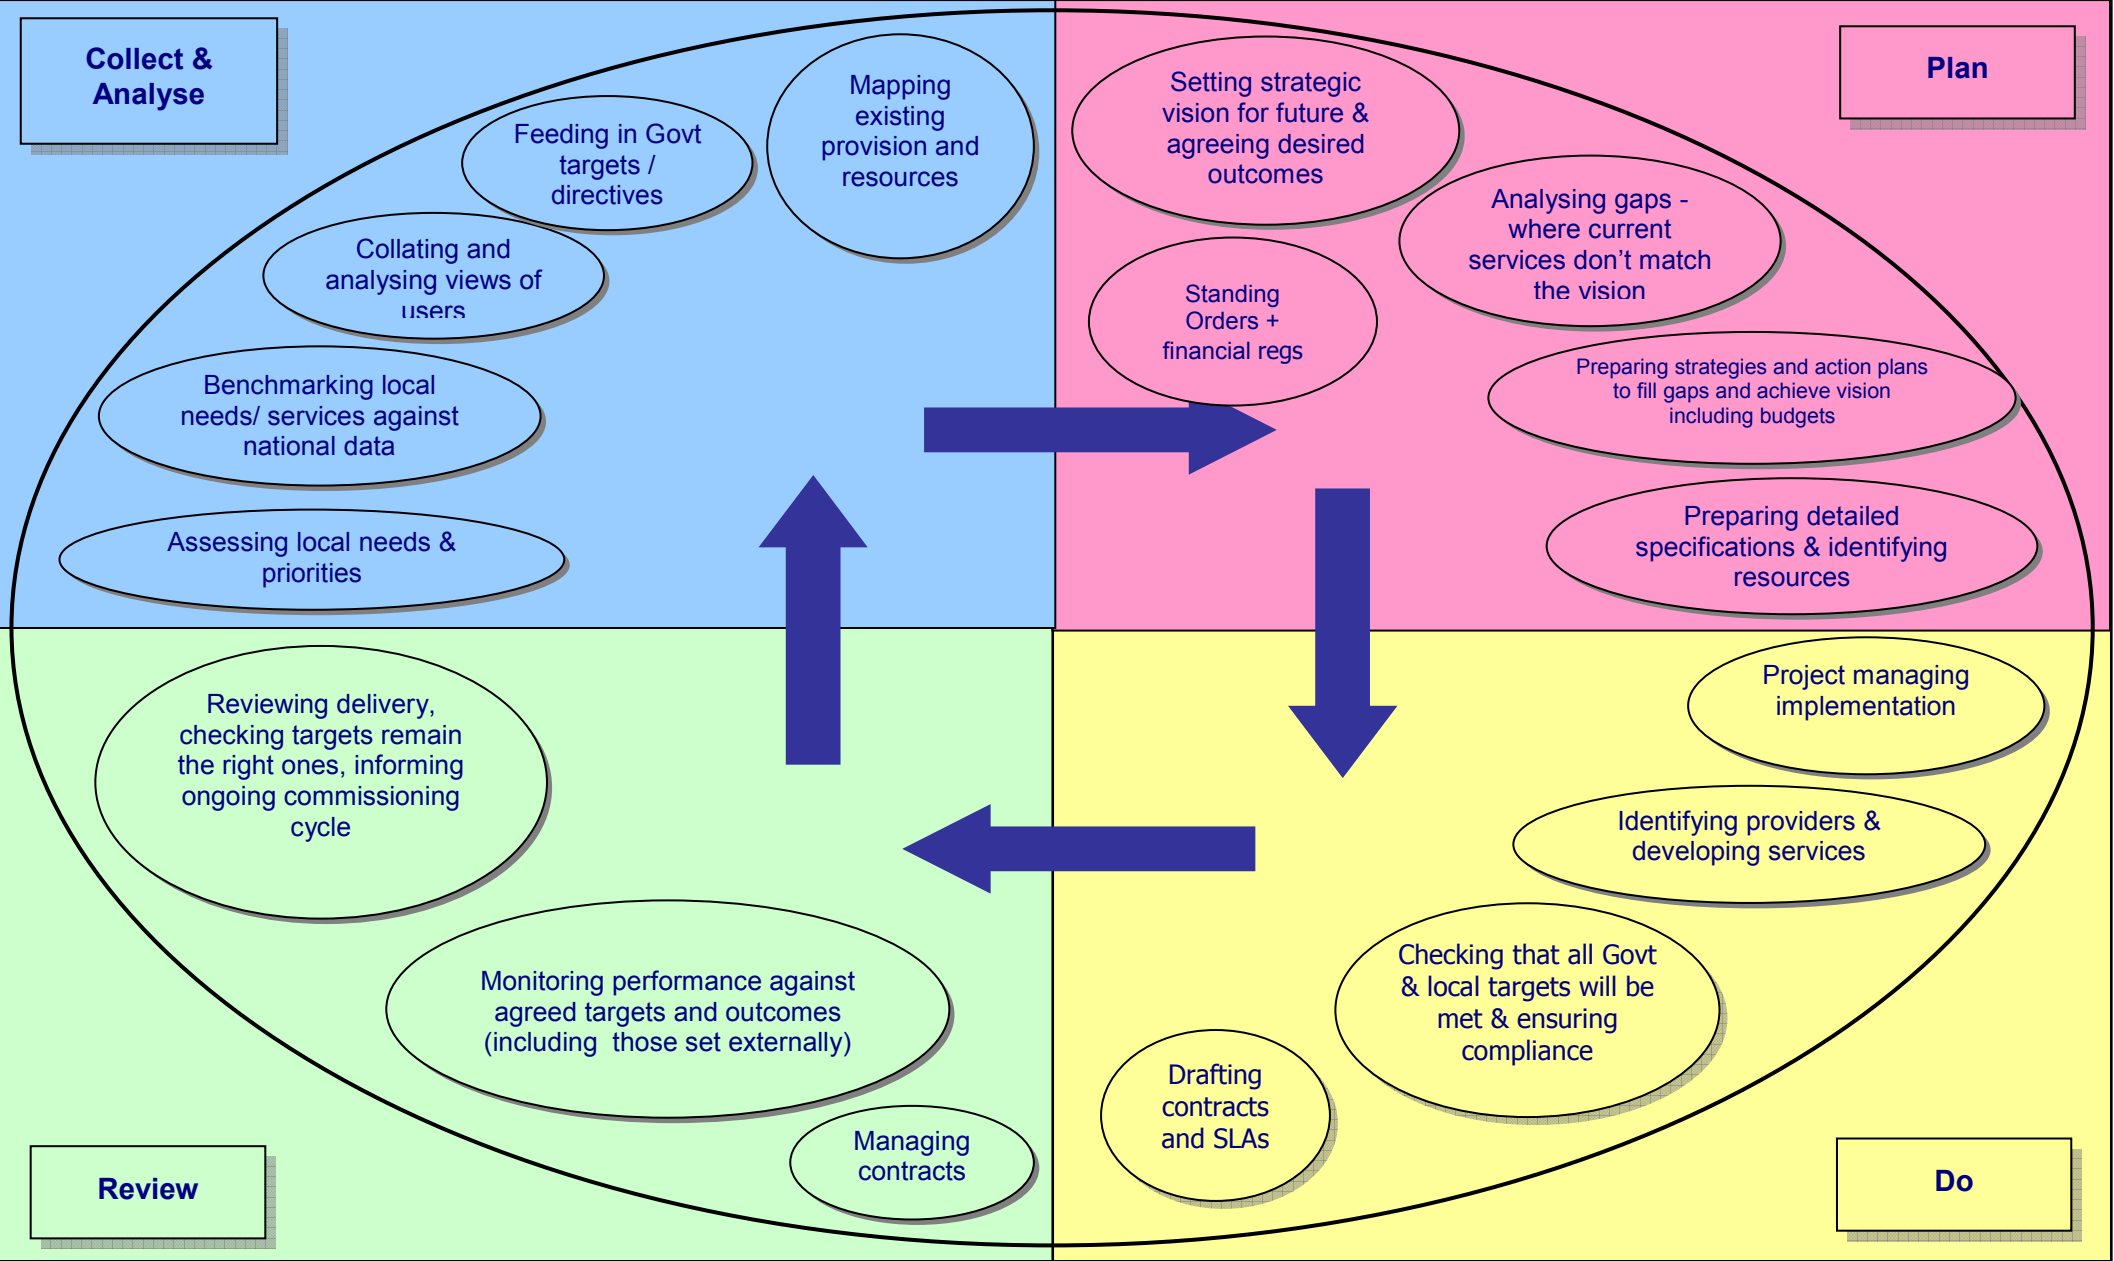 Collect &
Analyse
Mapping
existing
provision and
resources
Feeding in Govt
targets /
directives
Collating and
analysing views of
users
Benchmarking local
needs/ services against
national data
Assessing local needs &
priorities
Plan
Setting strategic
vision for future &
agreeing desired
outcomes
Analysing gaps -
where current
services don't match
the vision
Standing
Orders +
financial regs
Preparing strategies and action plans
to fill gaps and achieve vision
including budgets
Preparing detailed
specifications & identifying
resources
Project managing
implementation
Identifying providers &
developing services
Checking that all Govt
& local targets will be
met & ensuring
compliance
Drafting
contracts
and SLAs
Do
Reviewing delivery,
checking targets remain
the right ones, informing
ongoing commissioning
cycle
Monitoring performance against
agreed targets and outcomes
(including  those set externally)
Managing
contracts
Review